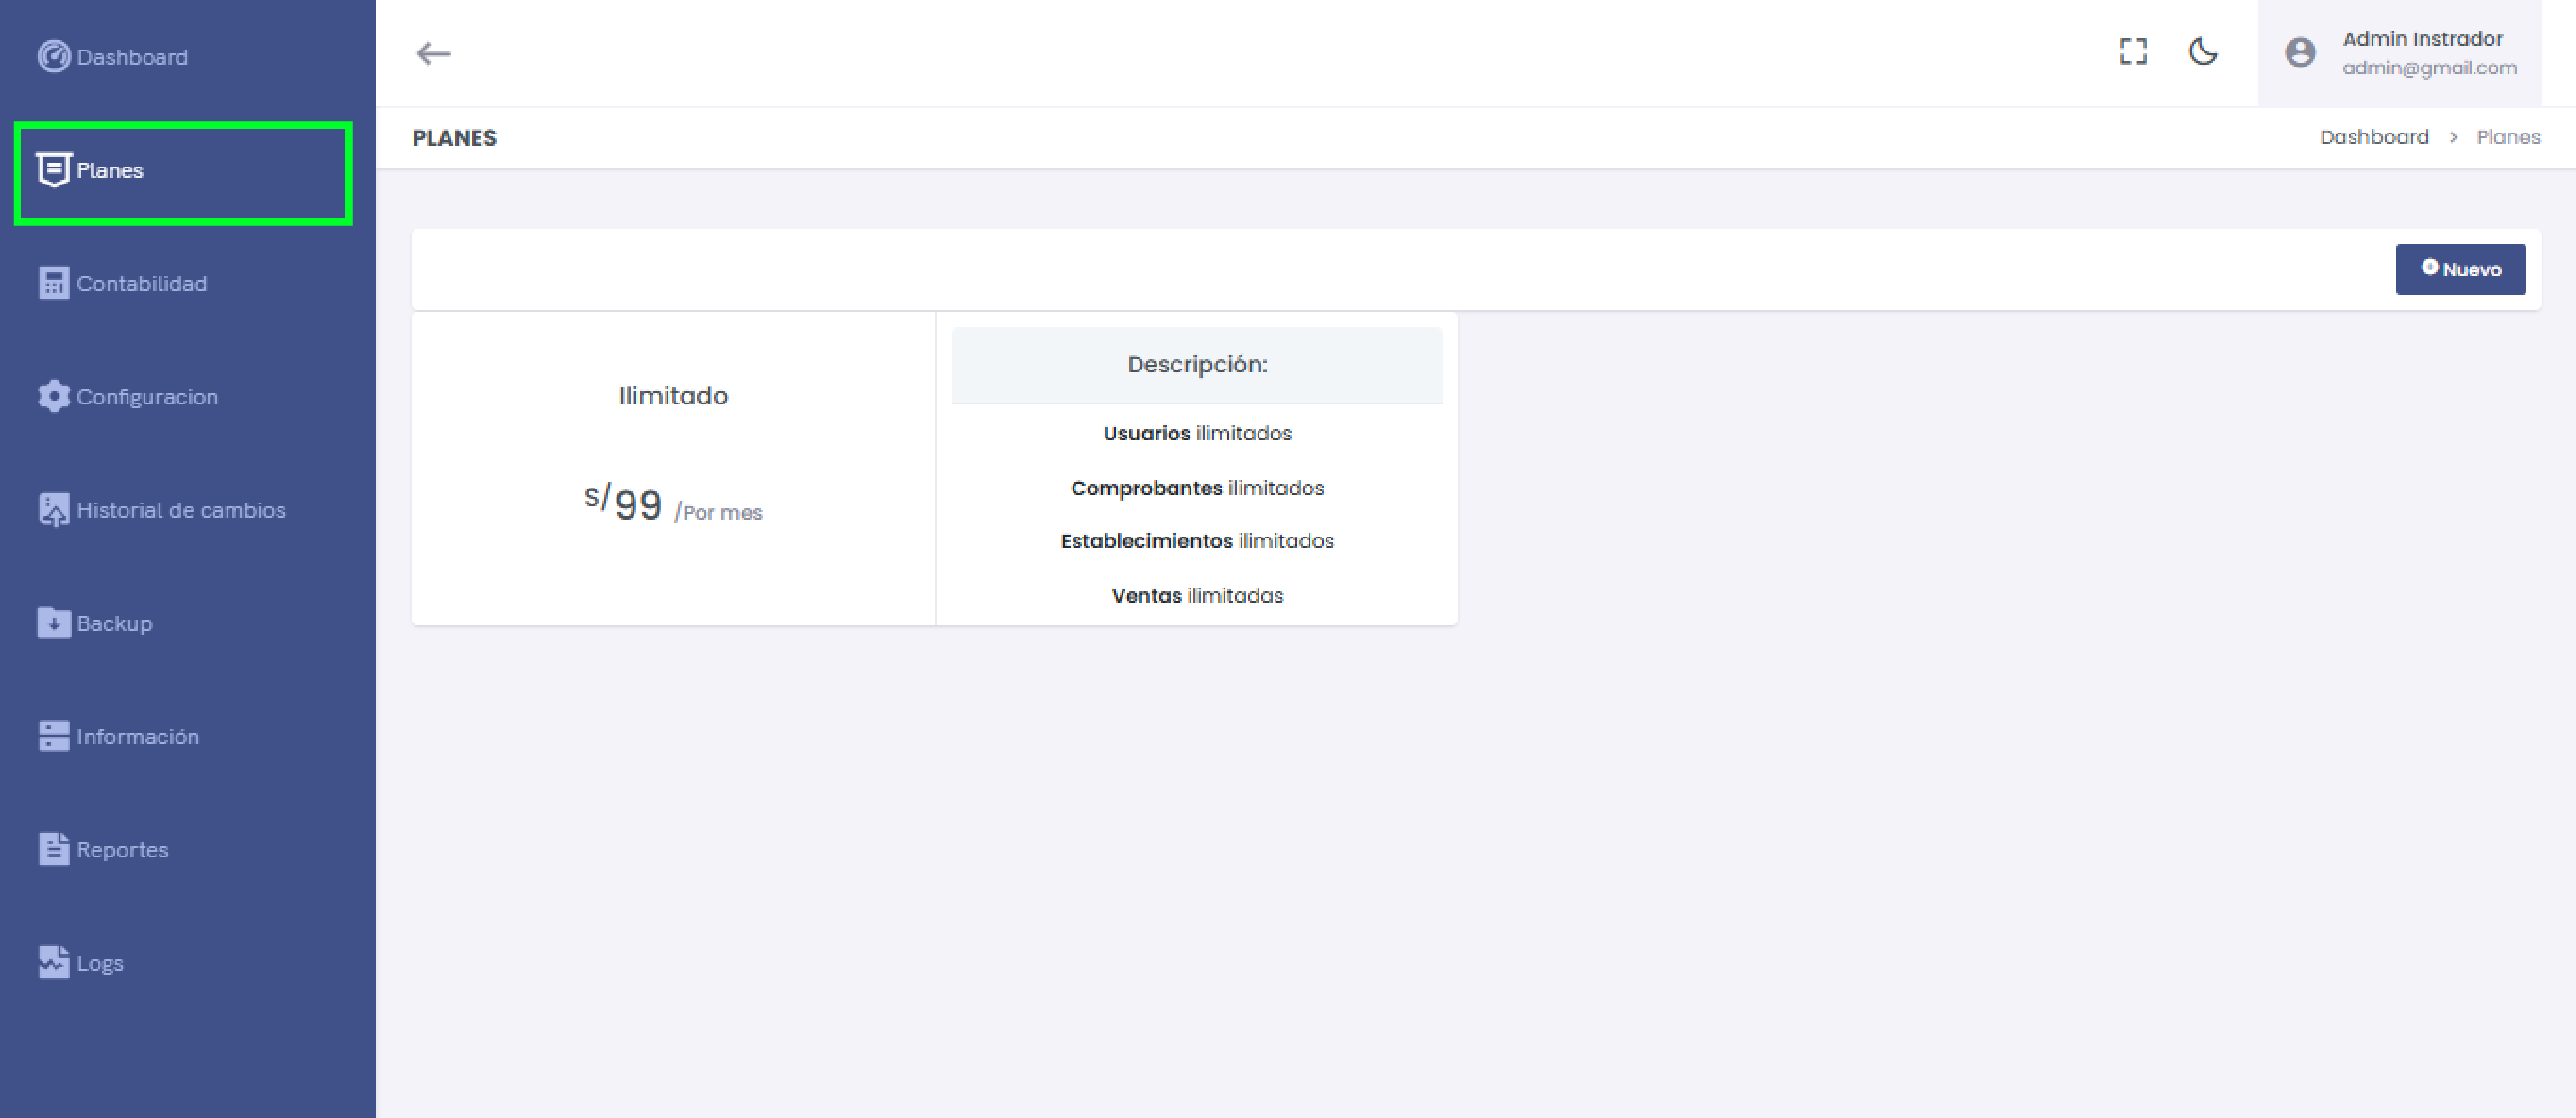 Dashboard
Planes
Contabilidad
Configuracion
Historial de cambios
Backup
Información
Reportes
Logs
Admin Instrador
admin@gmail.com
PLANES
Dashboard > Planes
Nuevo
Ilimitado
S/99 /Por mes
Descripción:
Usuarios ilimitados
Comprobantes ilimitados
Establecimientos ilimitados
Ventas ilimitadas